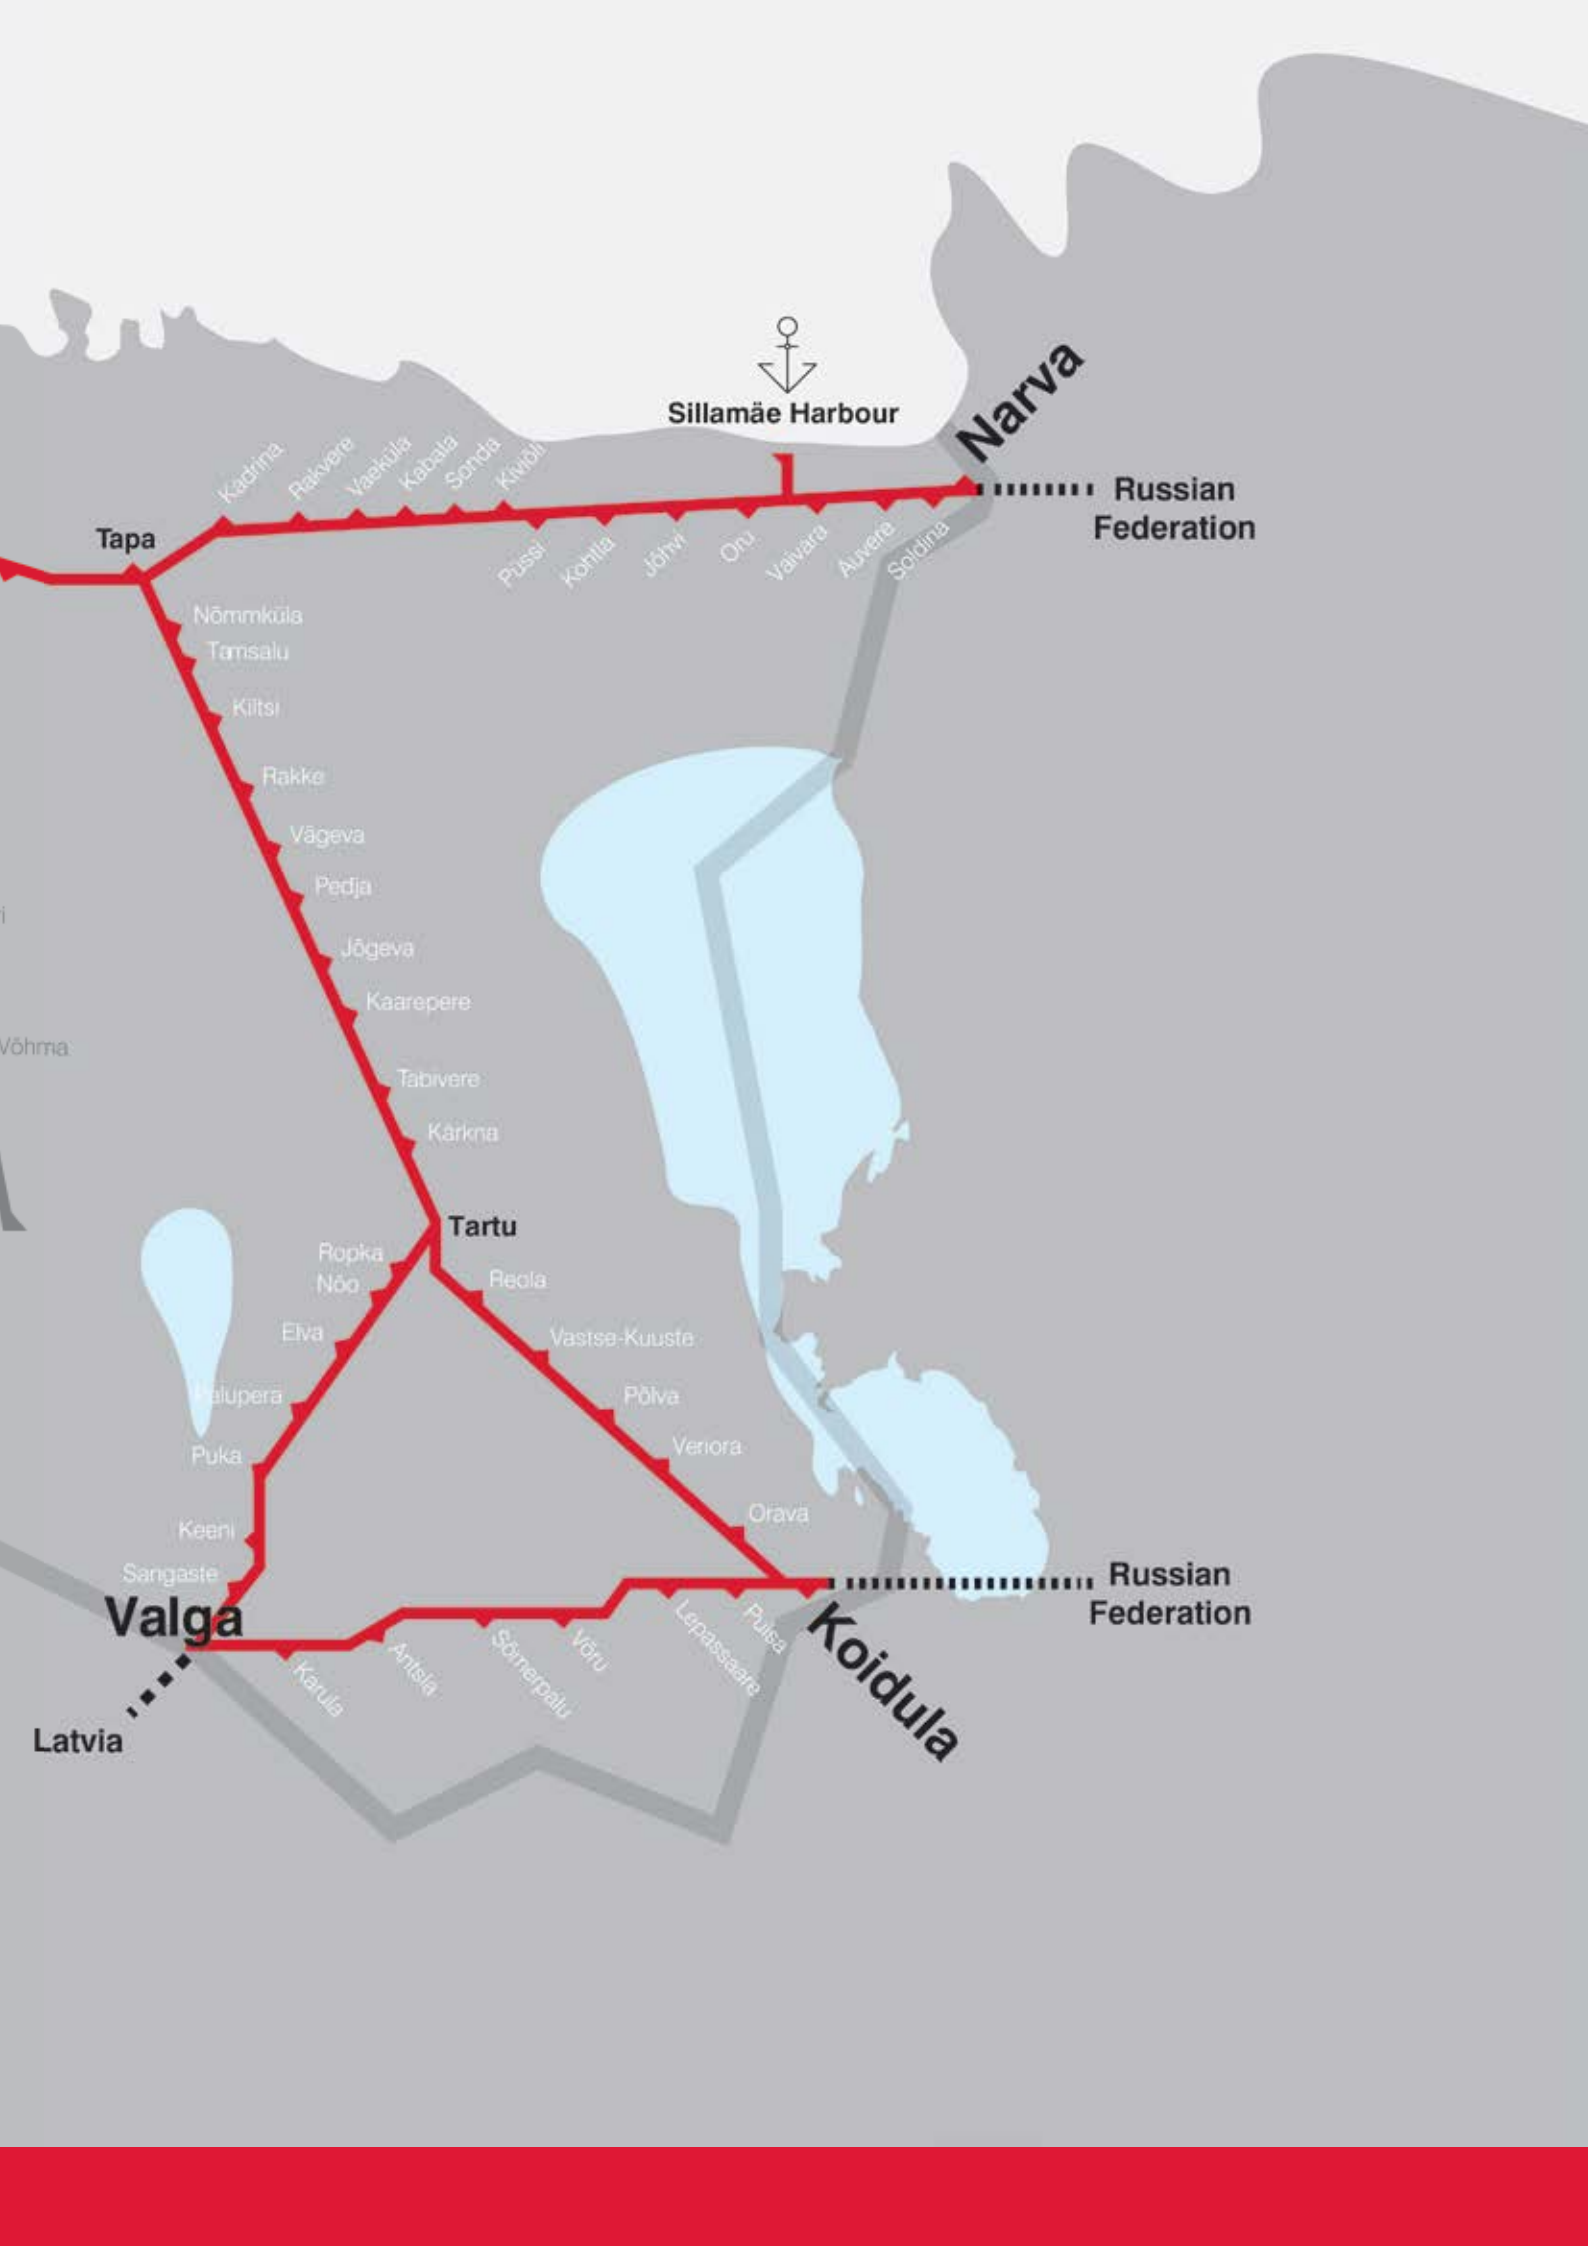 Sillamäe Harbour
Narva
Russian
Federation
Kadrina
Rakvere
Vaeküla
Kabala
Sonda
Kiviõli
Püssi
Kohtla
Jõhvi
Oru
Vaivara
Auvere
Soldina
Tapa
Nõmmküla
Tamsalu
Kiltsi
Rakke
Vägeva
Pedja
Jõgeva
Kaarepere
Võhma
Tabivere
Kärkna
Tartu
Ropka
Nõo
Elva
Palupera
Puka
Keeni
Sangaste
Valga
Reola
Vastse-Kuuste
Põlva
Veriora
Orava
Russian
Federation
Koidula
Piusa
Lepassaare
Võru
Sõmerpalu
Antsla
Karula
Latvia